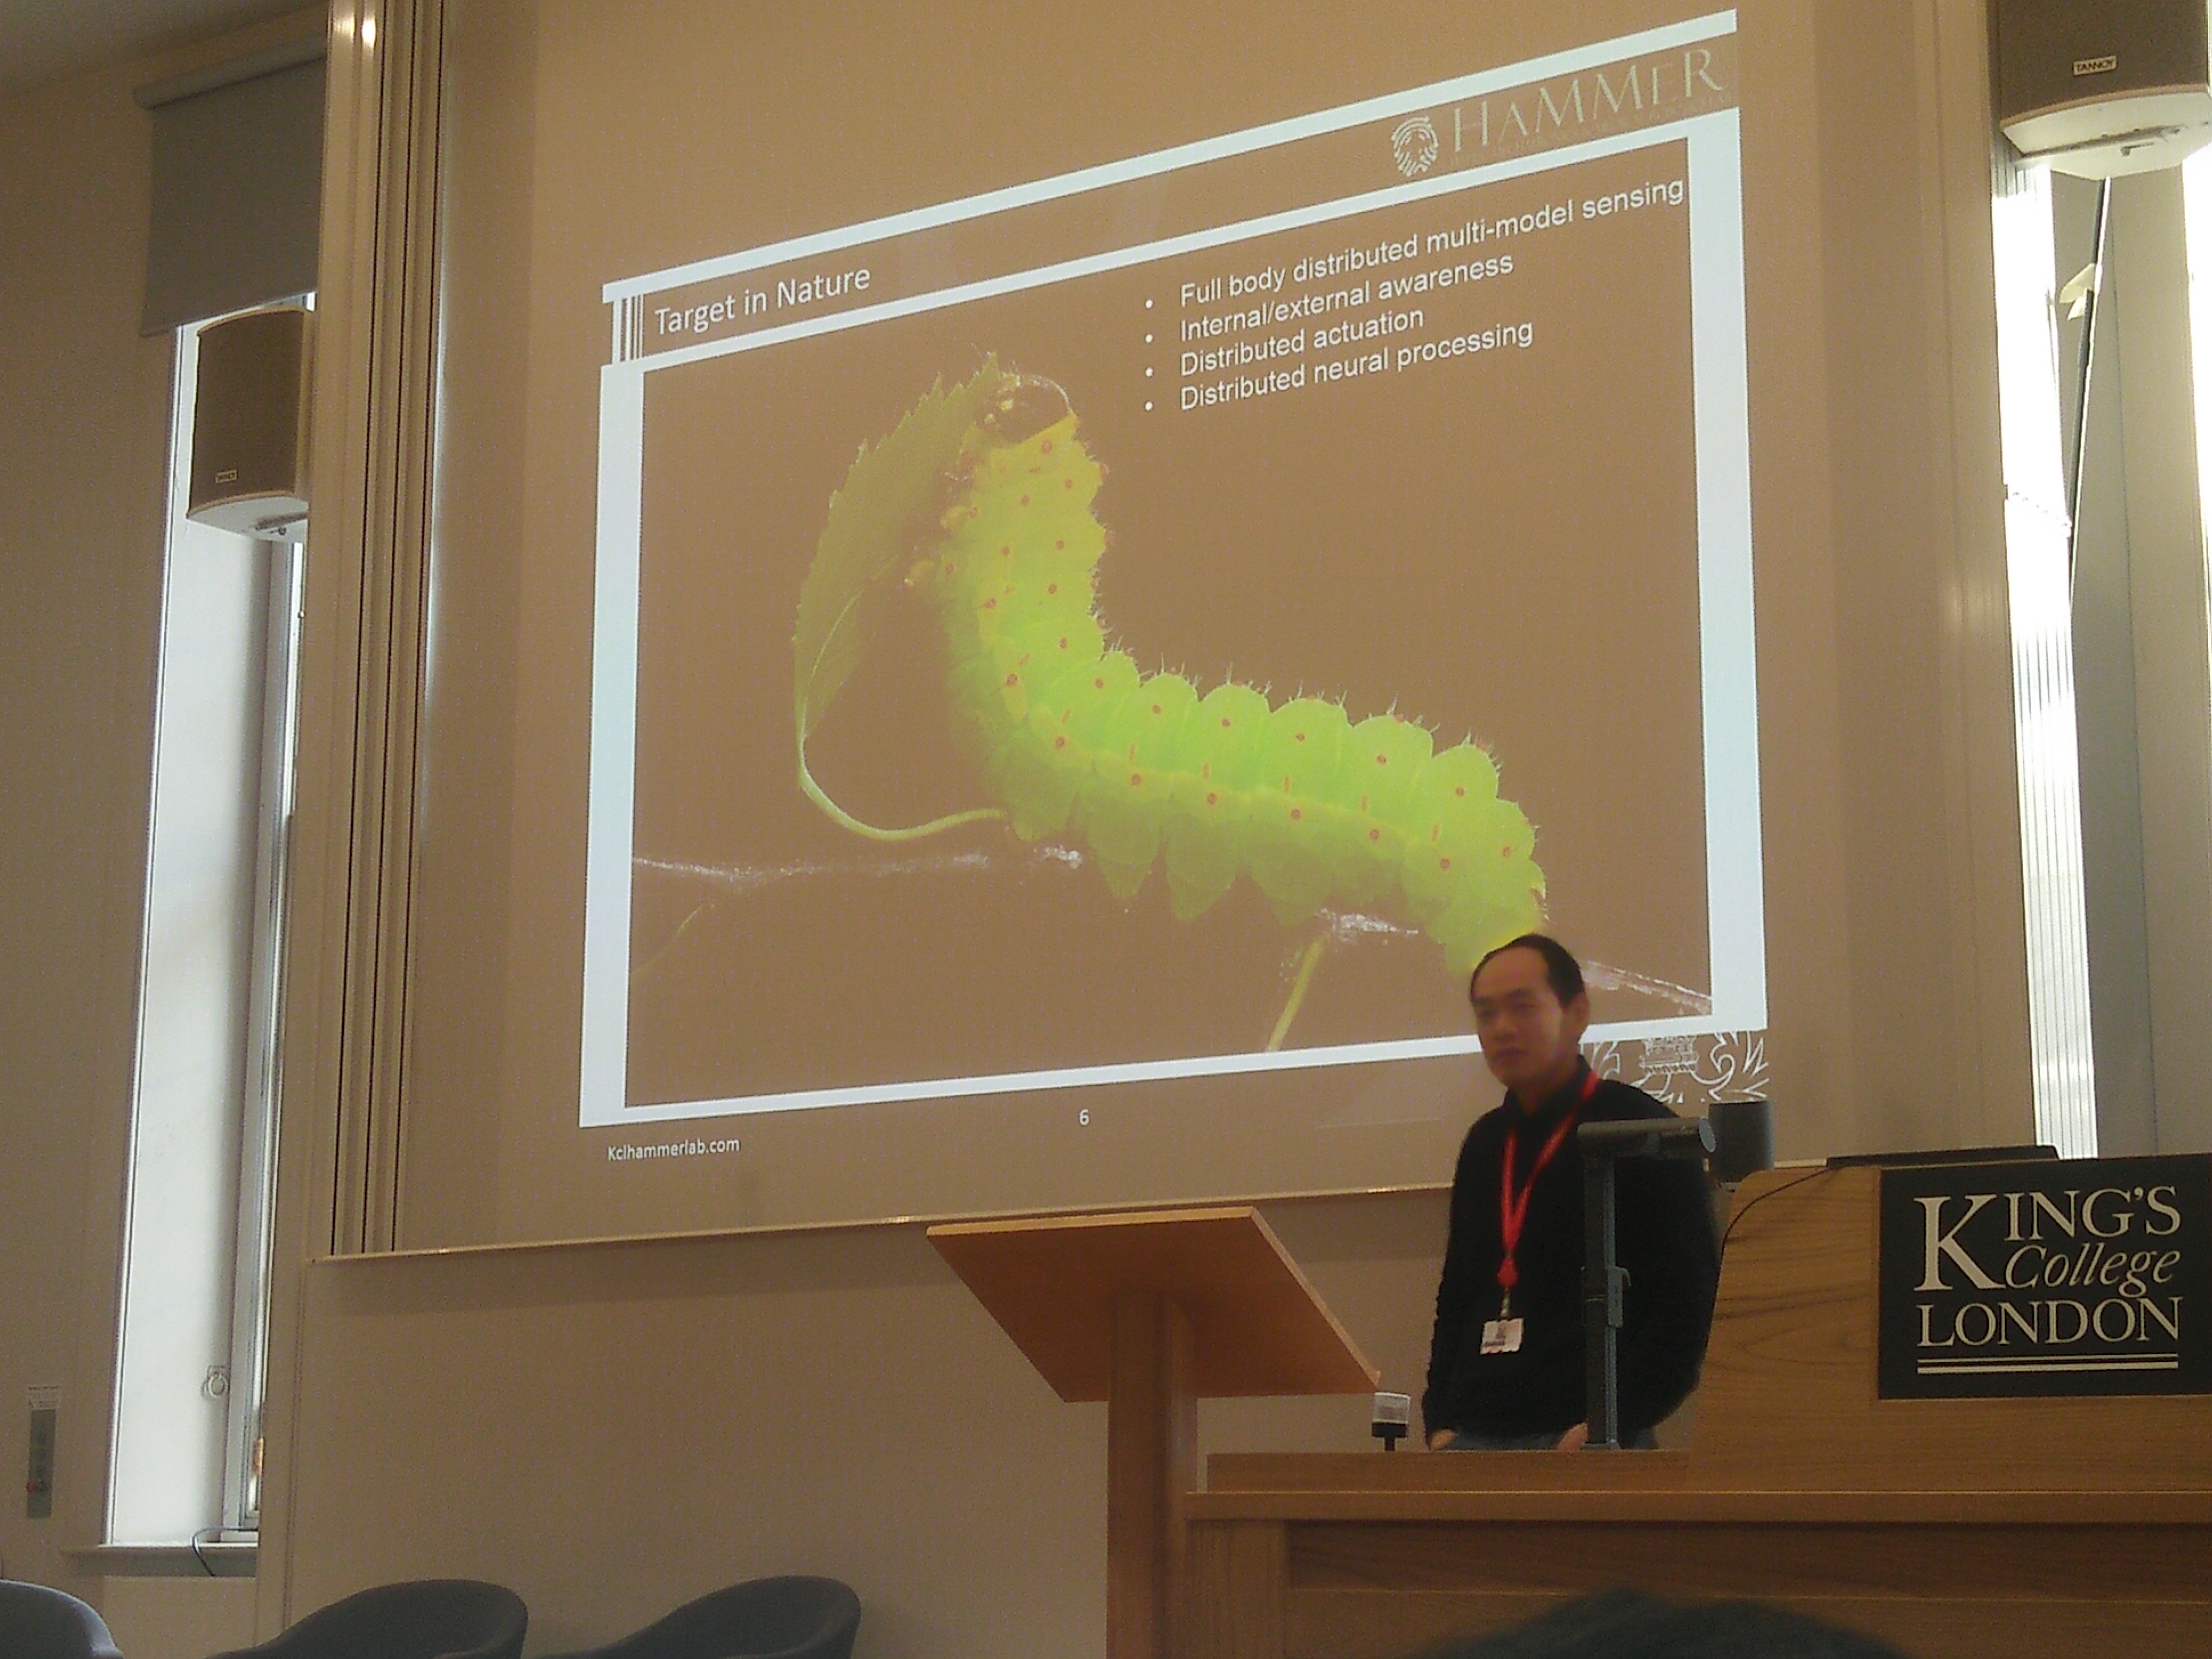 HAMMER
Target in Nature
• Full body distributed multi-model sensing
• Internal/external awareness
• Distributed actuation
• Distributed neural processing
6
Kclhammerlab.com
TANNOY
KING'S
College
LONDON